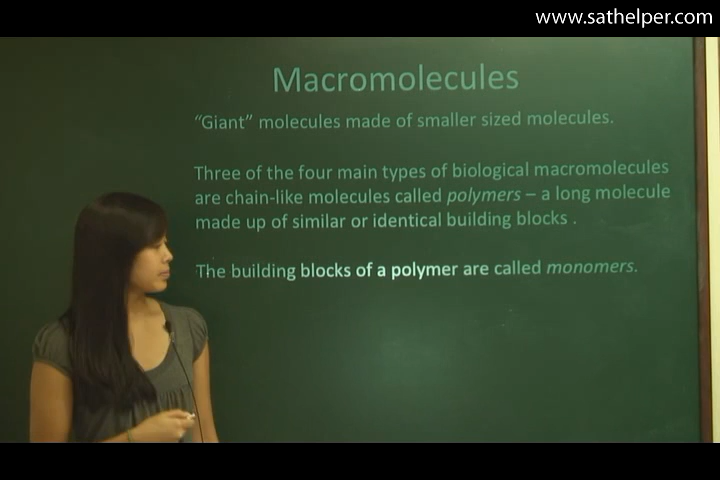 www.sathelper.com
Macromolecules
“Giant” molecules made of smaller sized molecules.
Three of the four main types of biological macromolecules
are chain-like molecules called polymers – a long molecule
made up of similar or identical building blocks .
The building blocks of a polymer are called monomers.